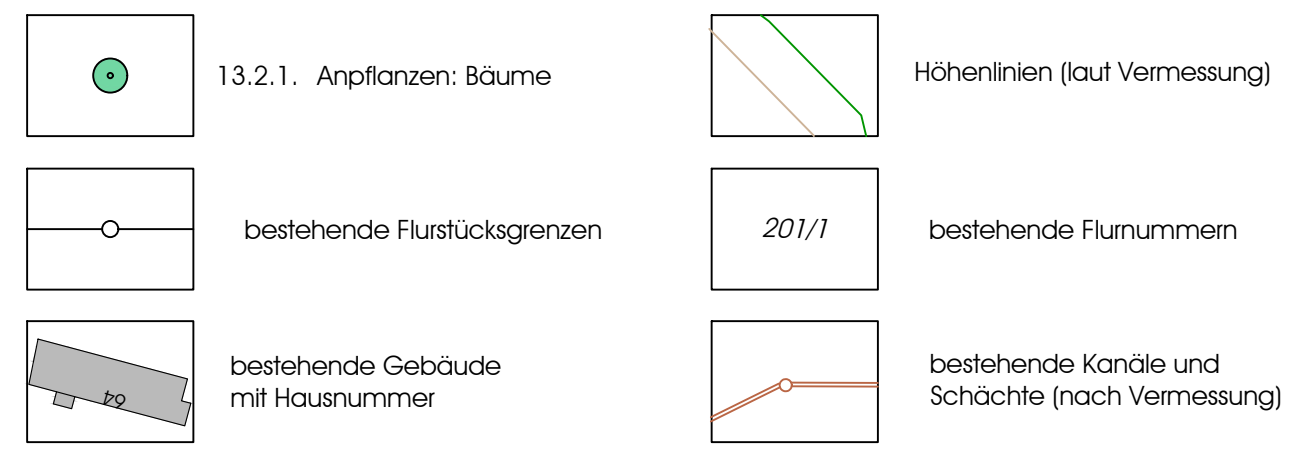 13.2.1. Anpflanzen: Bäume
Höhenlinien (laut Vermessung)
bestehende Flurstücksgrenzen
201/1
bestehende Flurnummern
64
bestehende Gebäude
mit Hausnummer
bestehende Kanäle und
Schächte (nach Vermessung)